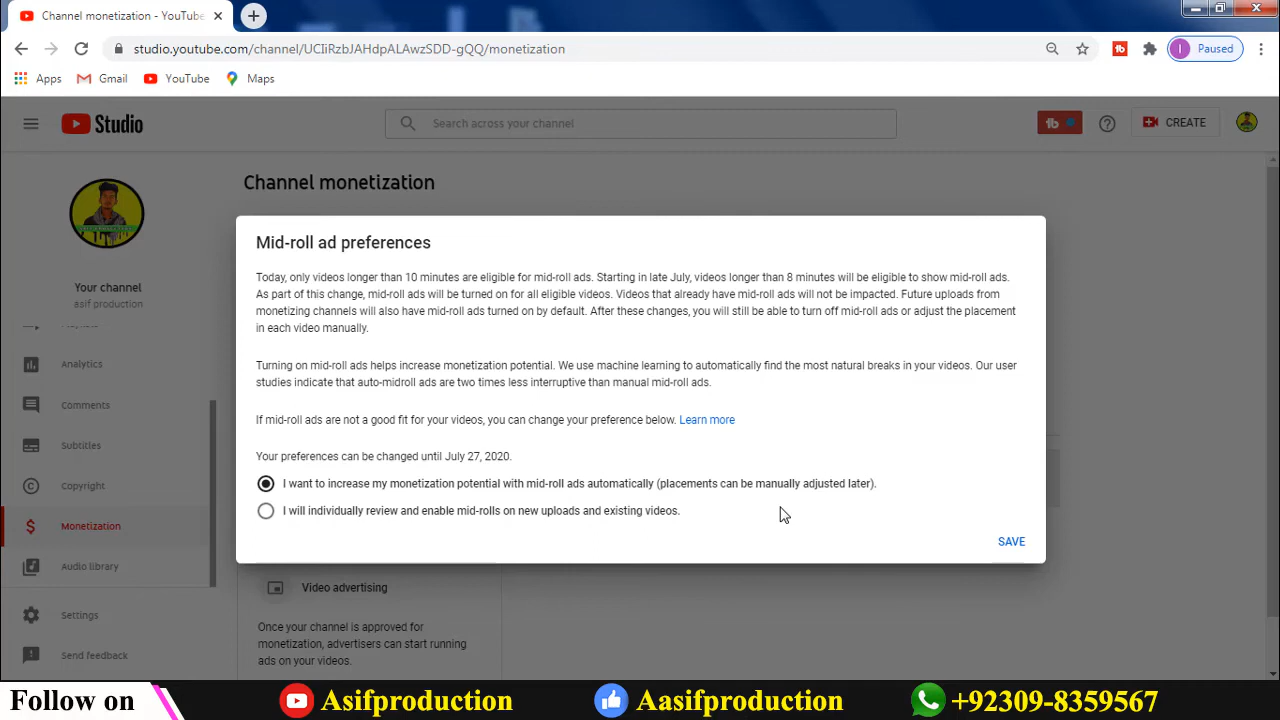 Channel monetization - YouTube
studio.youtube.com/channel/UCIiRzbJAHdpALAwzSDD-gQQ/monetization
I Paused
Apps Gmail YouTube Maps
Studio
Search across your channel
tb
CREATE
Channel monetization
Your channel
asif production
Analytics
Comments
Subtitles
Copyright
Monetization
Audio library
Settings
Send feedback
Mid-roll ad preferences
Today, only videos longer than 10 minutes are eligible for mid-roll ads. Starting in late July, videos longer than 8 minutes will be eligible to show mid-roll ads.
As part of this change, mid-roll ads will be turned on for all eligible videos. Videos that already have mid-roll ads will not be impacted. Future uploads from
monetizing channels will also have mid-roll ads turned on by default. After these changes, you will still be able to turn off mid-roll ads or adjust the placement
in each video manually.
Turning on mid-roll ads helps increase monetization potential. We use machine learning to automatically find the most natural breaks in your videos. Our user
studies indicate that auto-midroll ads are two times less interruptive than manual mid-roll ads.
If mid-roll ads are not a good fit for your videos, you can change your preference below. Learn more
Your preferences can be changed until July 27, 2020.
I want to increase my monetization potential with mid-roll ads automatically (placements can be manually adjusted later).
I will individually review and enable mid-rolls on new uploads and existing videos.
SAVE
Video advertising
Once your channel is approved for
monetization, advertisers can start running
ads on your videos.
Follow on Asifproduction Aasifproduction +92309-8359567